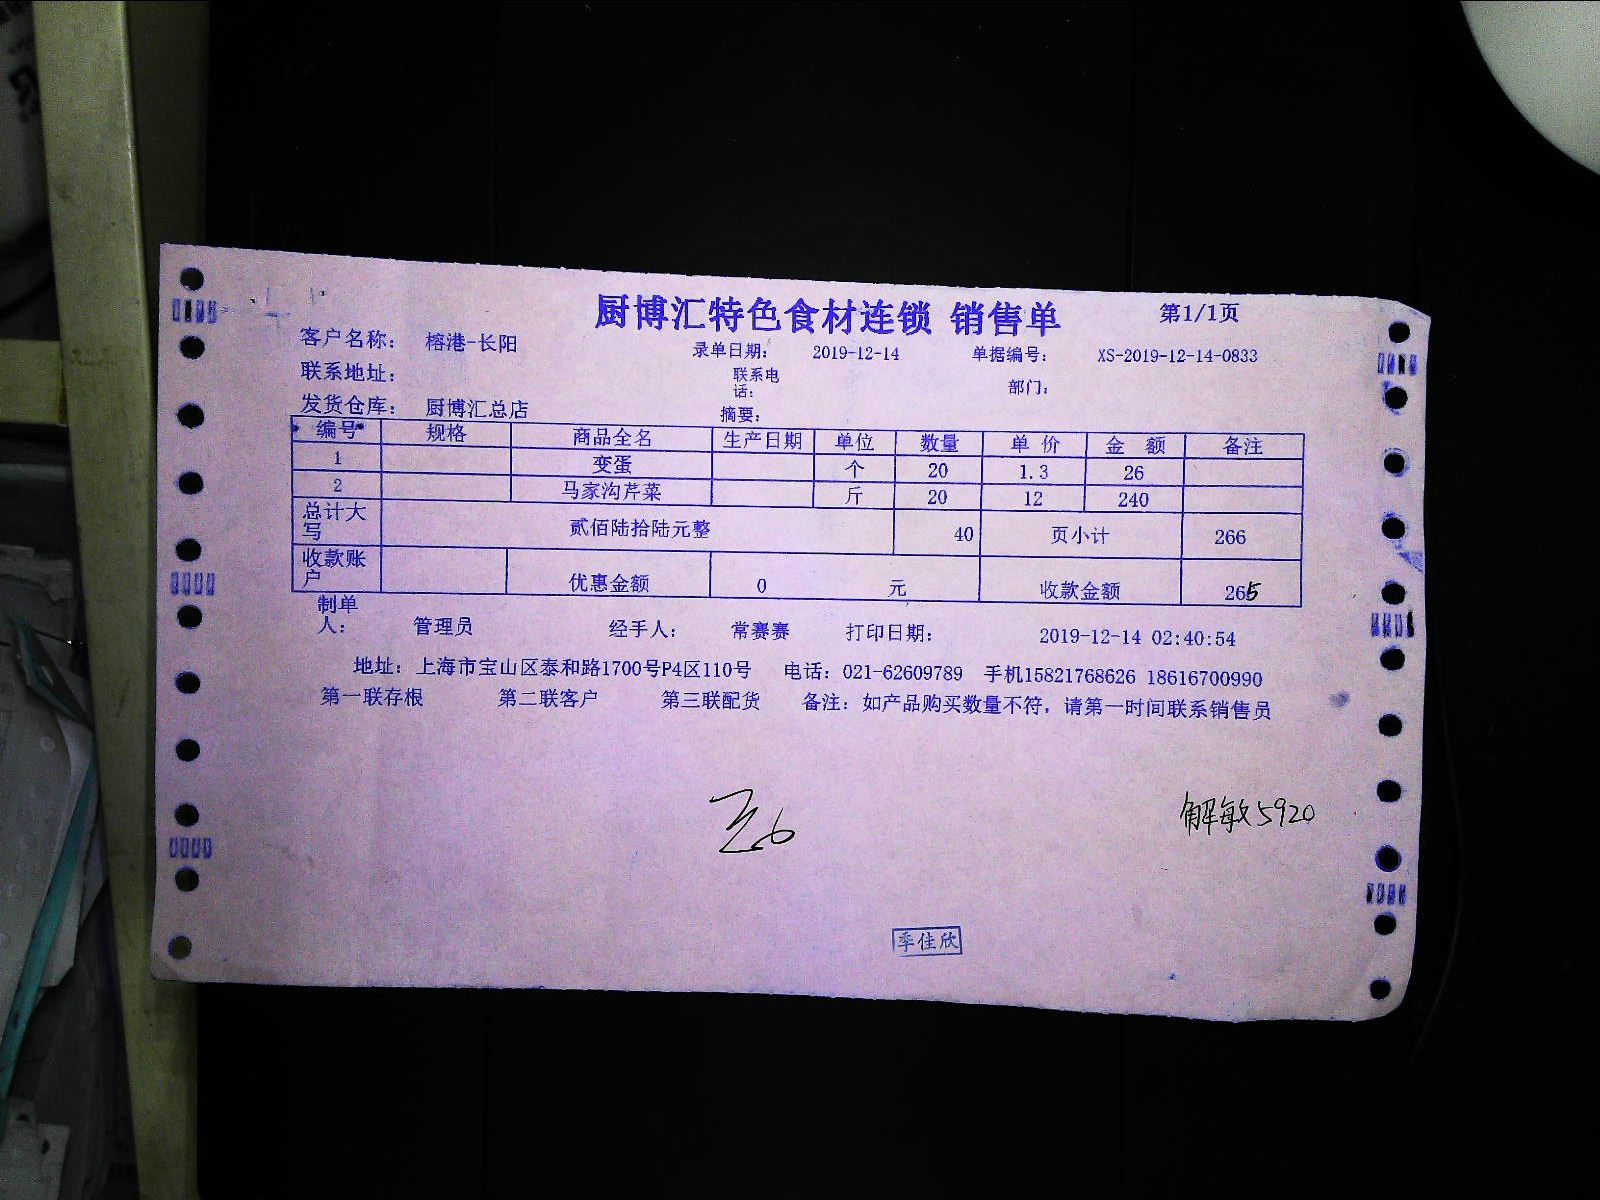 厨博汇特色食材连锁 销售单 第1/1页
客户名称： 榕港-长阳 录单日期： 2019-12-14 单据编号： XS-2019-12-14-0833
联系地址： 联系电话： 部门：
发货仓库： 厨博汇总店 摘要：
编号 规格 商品全名 生产日期 单位 数量 单 价 金 额 备注
1 变蛋 个 20 1.3 26
2 马家沟芹菜 斤 20 12 240
总计大写 贰佰陆拾陆元整 40 页小计 266
收款账户 优惠金额 0 元 收款金额 265
制单人： 管理员 经手人： 常赛赛 打印日期： 2019-12-14 02:40:54
地址：上海市宝山区泰和路1700号P4区110号 电话：021-62609789 手机15821768626 18616700990
第一联存根 第二联客户 第三联配货 备注：如产品购买数量不符，请第一时间联系销售员
解敏5920
季佳欣